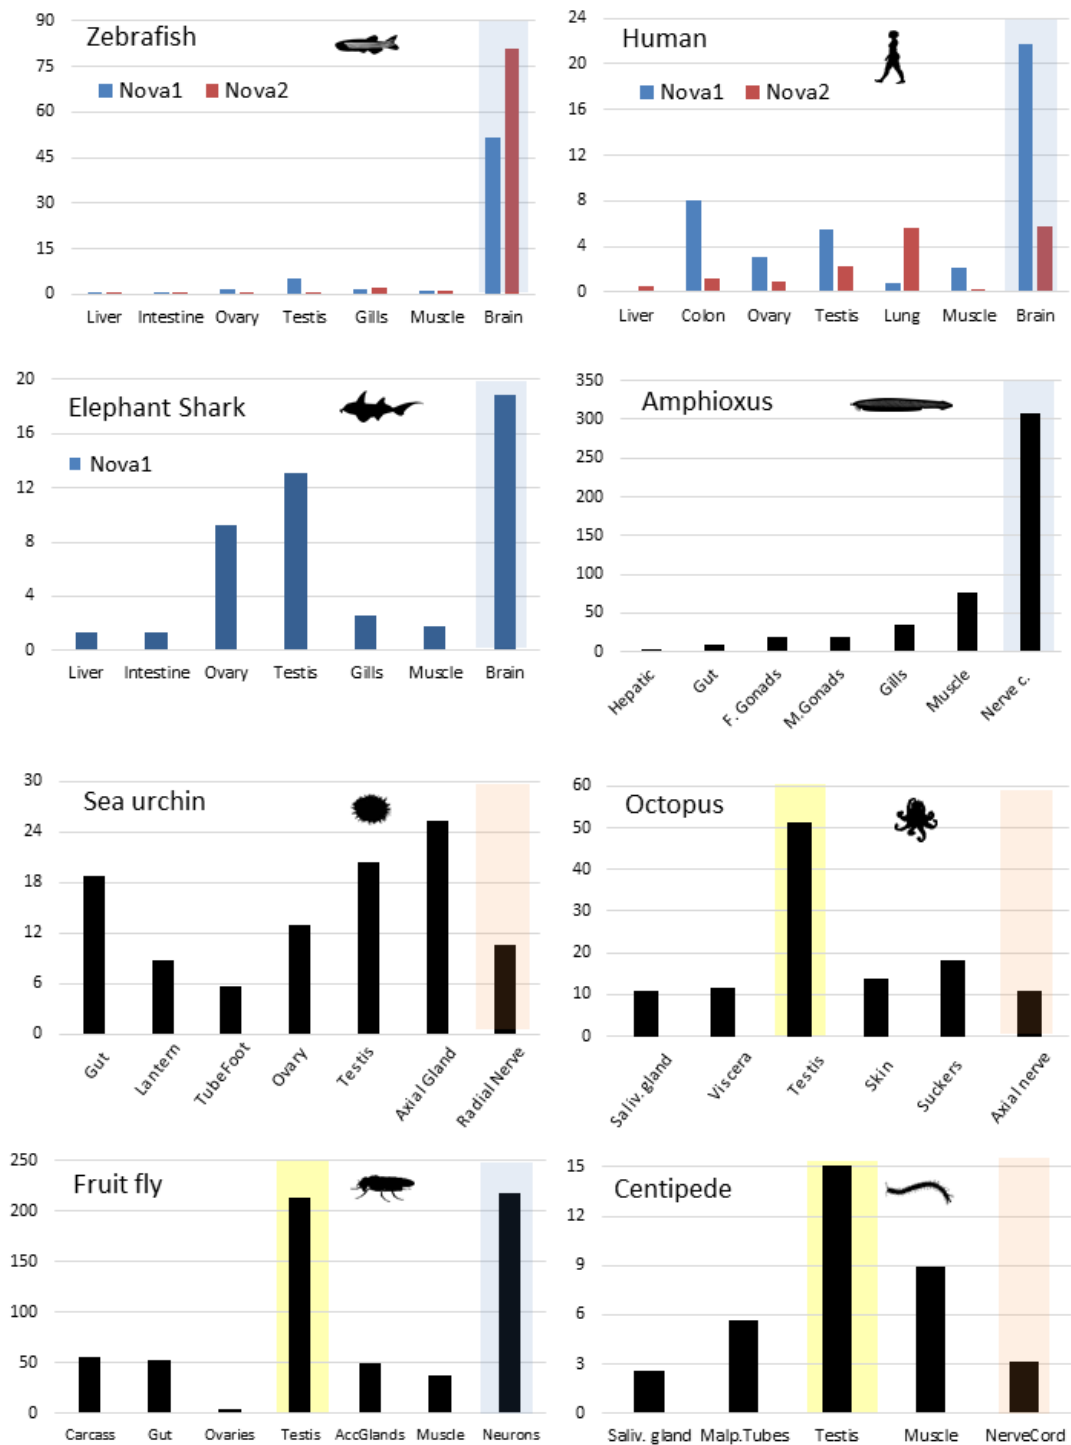 Zebrafish
Nova1 Nova2
90
75
60
45
30
15
0
Liver Intestine Ovary Testis Gills Muscle Brain
Human
Nova1 Nova2
24
20
16
12
8
4
0
Liver Colon Ovary Testis Lung Muscle Brain
Elephant Shark
Nova1
20
16
12
8
4
0
Liver Intestine Ovary Testis Gills Muscle Brain
Amphioxus
350
300
250
200
150
100
50
0
Hepatic Gut F. Gonads M.Gonads Gills Muscle Nerve c.
Sea urchin
30
24
18
12
6
0
Gut Lantern TubeFoot Ovary Testis Axial Gland Radial Nerve
Octopus
60
50
40
30
20
10
0
Saliv. gland Viscera Testis Skin Suckers Axial nerve
Fruit fly
250
200
150
100
50
0
Carcass Gut Ovaries Testis AccGlands Muscle Neurons
Centipede
15
12
9
6
3
0
Saliv. gland Malp.Tubes Testis Muscle NerveCord